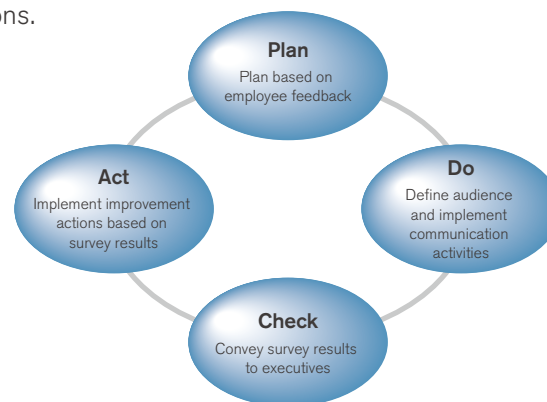 ons.
Plan
Plan based on
employee feedback
Do
Define audience
and implement
communication
activities
Check
Convey survey results
to executives
Act
Implement improvement
actions based on
survey results